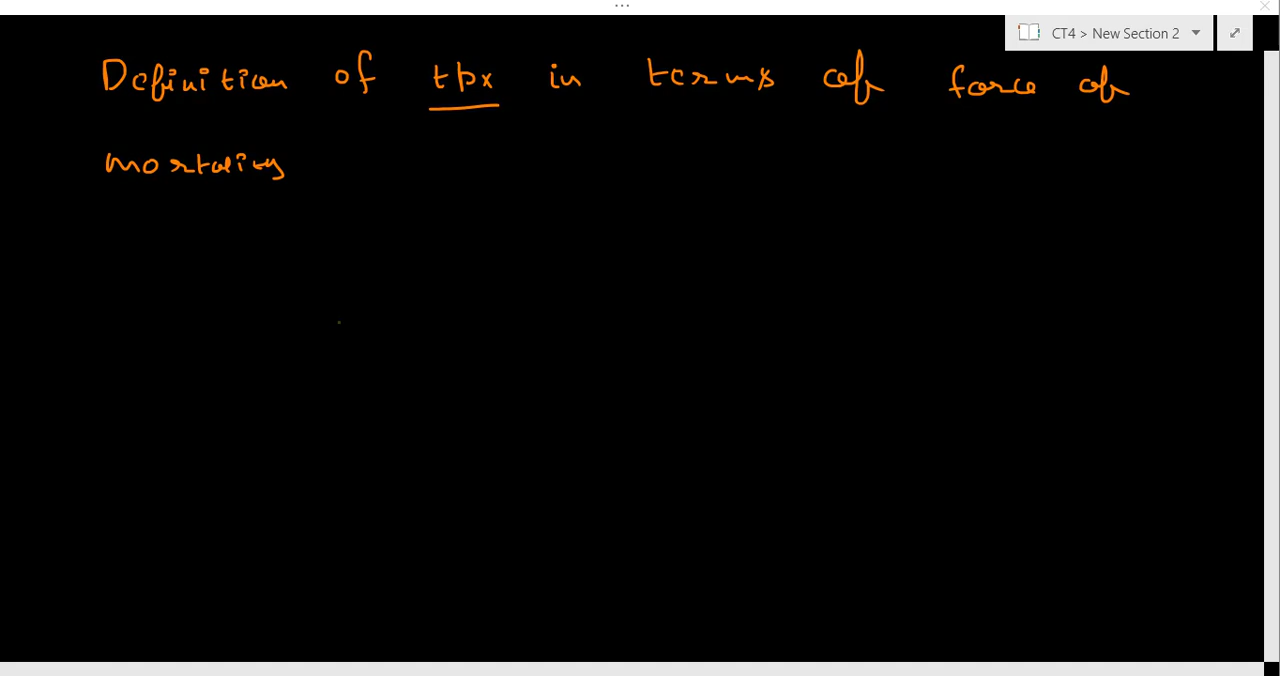 CT4 > New Section 2
Definition of tpx in terms of force of
mortality